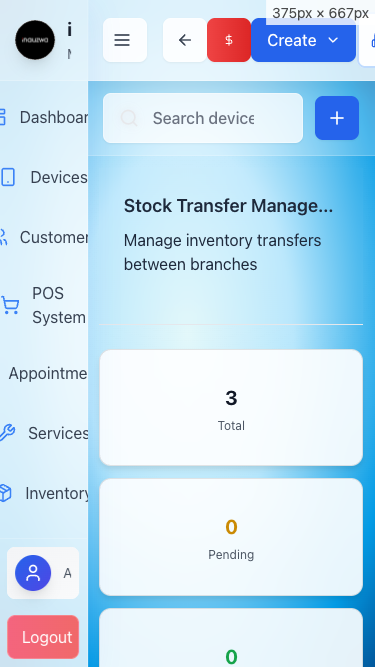 375px × 667px
inauzwa
i
$
Create
Dashboar
Search device
Devices
Stock Transfer Manage...
Customer
Manage inventory transfers
between branches
POS
System
Appointme
3
Total
Services
Inventory
0
Pending
A
Logout
0